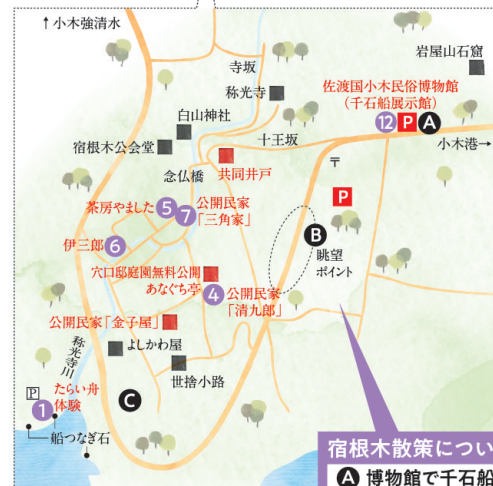 ↑小木強清水
岩屋山石窟
寺坂
称光寺
佐渡国小木民俗博物館
(千石船展示館)
⑫ P A
白山神社
十王坂
小木港→
宿根木公会堂
〒
念仏橋
共同井戸
P
茶房やました ⑤
⑦ 公開民家
「三角家」
B
眺望
ポイント
伊三郎 ⑥
穴口邸庭園無料公開
あなぐち亭
④ 公開民家
「清九郎」
公開民家「金子屋」
よしかわ屋
世捨小路
称光寺川
P
① たらい舟
体験
C
船つなぎ石
宿根木散策につい
A 博物館で千石船